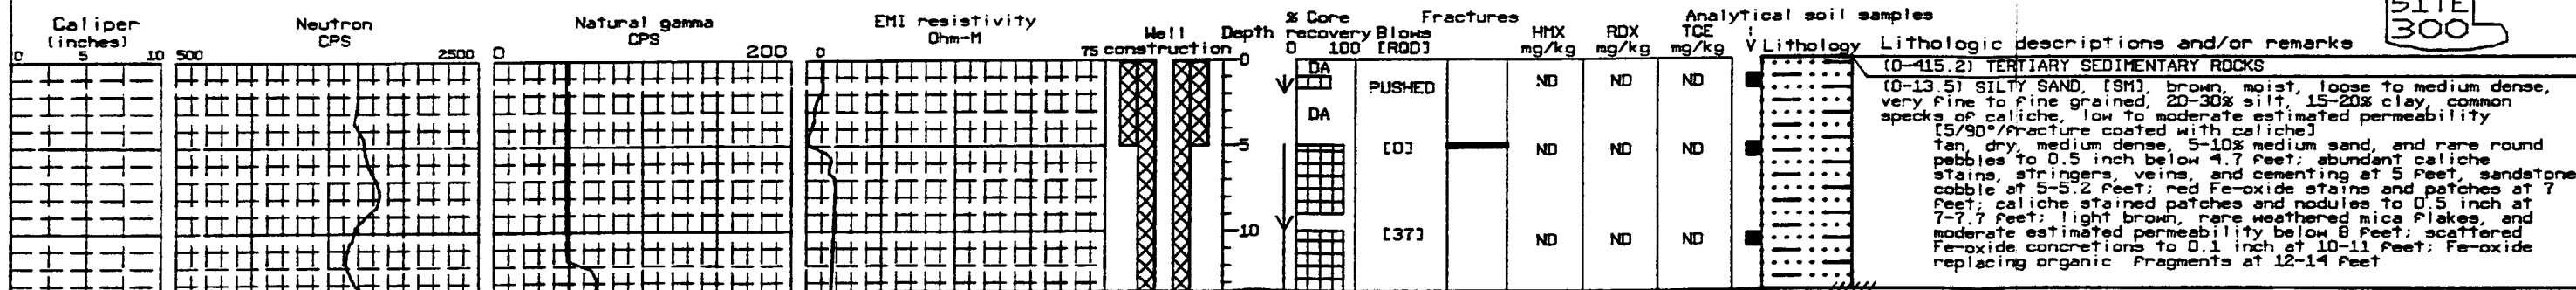 SITE
300
Caliper
(inches)
0 5 10
Neutron
CPS
500 2500
Natural gamma
CPS
0 200
EMI resistivity
Ohm-M
0 75
Well
construction
Depth
% Core
recovery
0 100
Blows
[RQD]
Fractures
Analytical soil samples
HMX
mg/kg
RDX
mg/kg
TCE
mg/kg
V
Lithology
Lithologic descriptions and/or remarks
0
5
10
DA
DA
PUSHED
[0]
[37]
ND ND ND
ND ND ND
ND ND ND
(0-415.2) TERTIARY SEDIMENTARY ROCKS
(0-13.5) SILTY SAND, [SM], brown, moist, loose to medium dense,
very fine to fine grained, 20-30% silt, 15-20% clay, common
specks of caliche, low to moderate estimated permeability
[5/90°/fracture coated with caliche]
tan, dry, medium dense, 5-10% medium sand, and rare round
pebbles to 0.5 inch below 4.7 feet; abundant caliche
stains, stringers, veins, and cementing at 5 feet, sandstone
cobble at 5-5.2 feet; red Fe-oxide stains and patches at 7
feet; caliche stained patches and nodules to 0.5 inch at
7-7.7 feet; light brown, rare weathered mica flakes, and
moderate estimated permeability below 8 feet; scattered
Fe-oxide concretions to 0.1 inch at 10-11 feet; Fe-oxide
replacing organic fragments at 12-14 feet